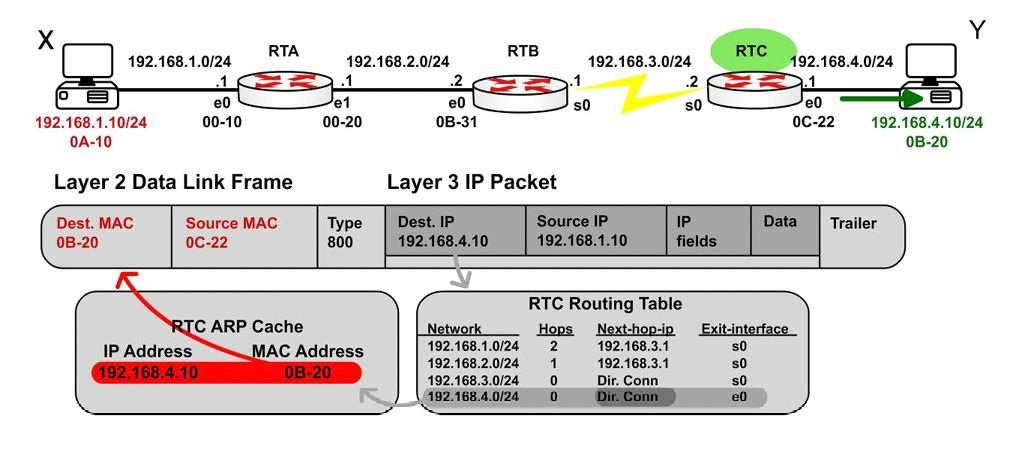 X
Y
RTA
RTB
RTC
192.168.1.0/24
192.168.2.0/24
192.168.3.0/24
192.168.4.0/24
.1
.1
.2
.1
.2
.1
e0
e1
e0
s0
s0
e0
192.168.1.10/24
00-10
00-20
0B-31
0C-22
192.168.4.10/24
0A-10
0B-20
Layer 2 Data Link Frame
Layer 3 IP Packet
Dest. MAC
0B-20
Source MAC
0C-22
Type
800
Dest. IP
192.168.4.10
Source IP
192.168.1.10
IP
fields
Data
Trailer
RTC ARP Cache
IP Address MAC Address
192.168.4.10 0B-20
RTC Routing Table
Network Hops Next-hop-ip Exit-interface
192.168.1.0/24 2 192.168.3.1 s0
192.168.2.0/24 1 192.168.3.1 s0
192.168.3.0/24 0 Dir. Conn s0
192.168.4.0/24 0 Dir. Conn e0